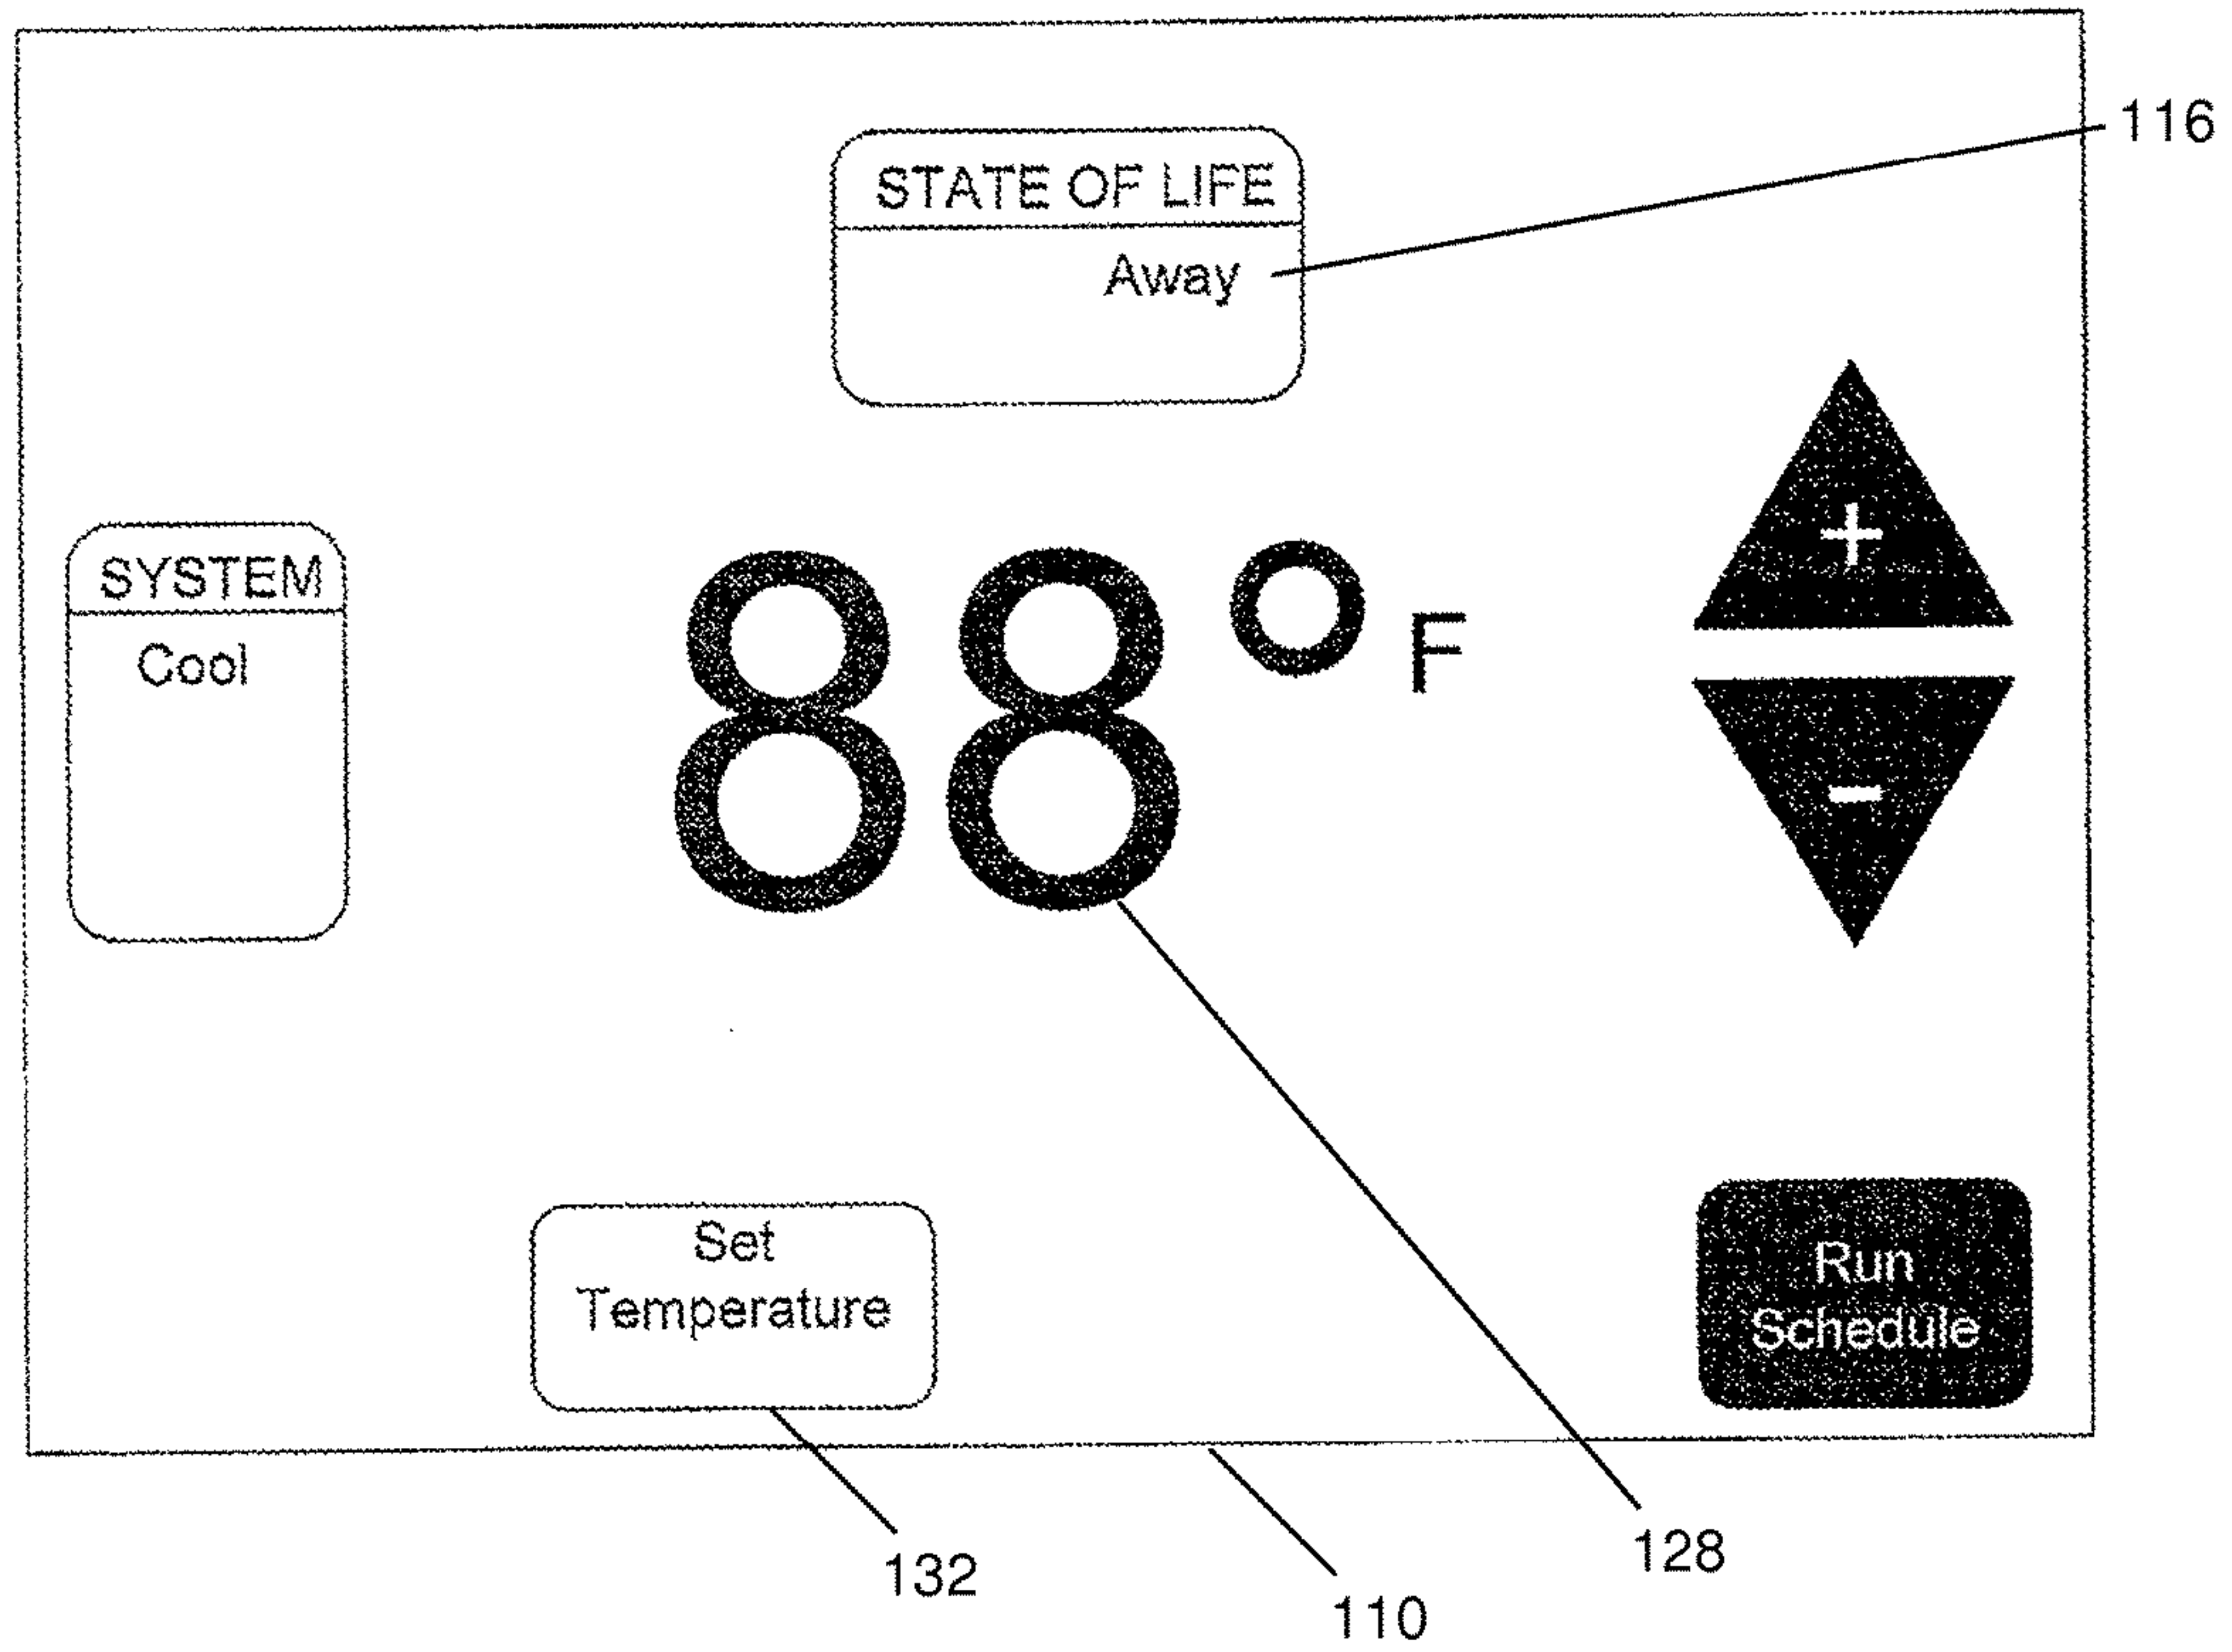 116
STATE OF LIFE
Away
+
SYSTEM
Cool
88°F
-
Set
Temperature
Run
Schedule
132
110
128